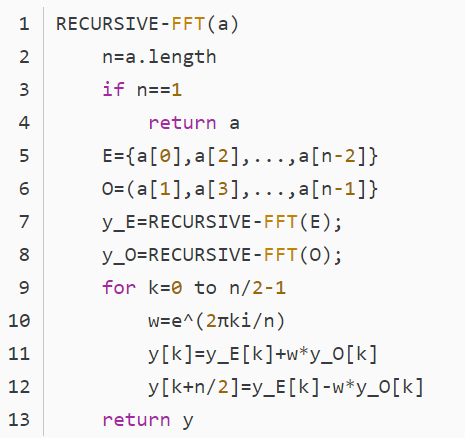 1 RECURSIVE-FFT(a)
2 n=a.length
3 if n==1
4 return a
5 E={a[0],a[2],...,a[n-2]}
6 O=(a[1],a[3],...,a[n-1]}
7 y_E=RECURSIVE-FFT(E);
8 y_O=RECURSIVE-FFT(O);
9 for k=0 to n/2-1
10 w=e^(2πki/n)
11 y[k]=y_E[k]+w*y_O[k]
12 y[k+n/2]=y_E[k]-w*y_O[k]
13 return y